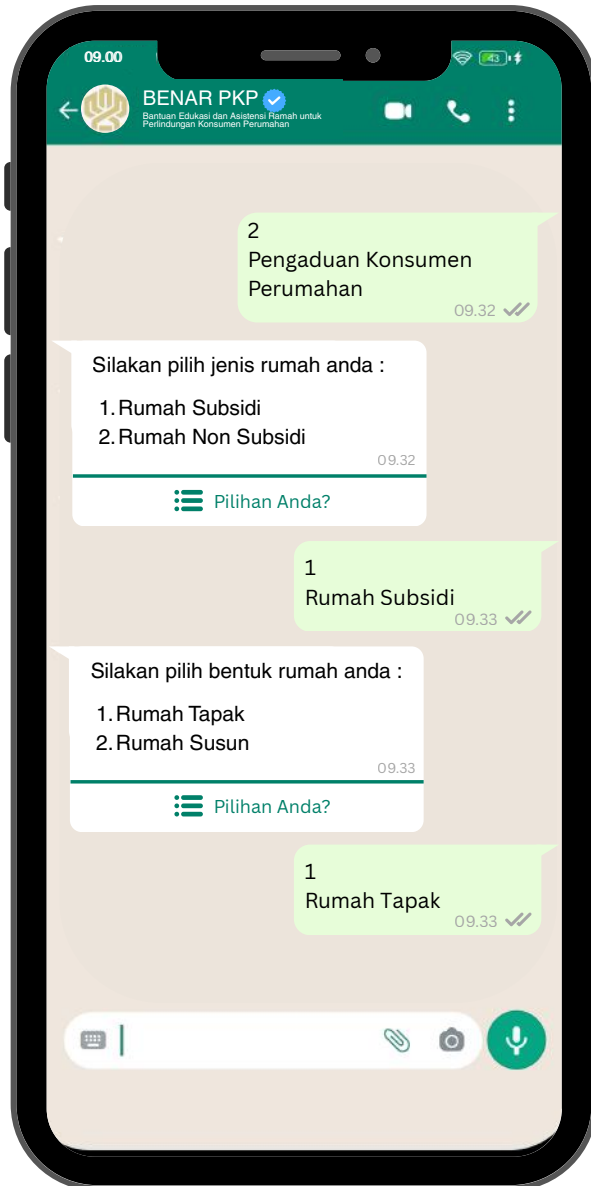 09.00
43
BENAR PKP
Bantuan Edukasi dan Asistensi Ramah untuk
Perlindungan Konsumen Perumahan
2
Pengaduan Konsumen
Perumahan
09.32
Silakan pilih jenis rumah anda :
1. Rumah Subsidi
2. Rumah Non Subsidi
09.32
Pilihan Anda?
1
Rumah Subsidi
09.33
Silakan pilih bentuk rumah anda :
1. Rumah Tapak
2. Rumah Susun
09.33
Pilihan Anda?
1
Rumah Tapak
09.33